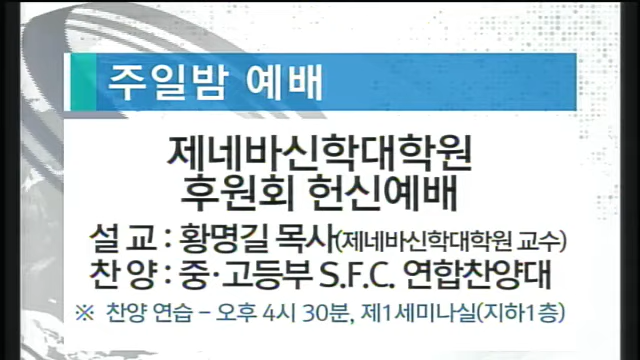 주일밤 예배
제네바신학대학원
후원회 헌신예배
설 교 : 황명길 목사(제네바신학대학원 교수)
찬 양 : 중·고등부 S.F.C. 연합찬양대
※ 찬양 연습 - 오후 4시 30분, 제1세미나실(지하1층)